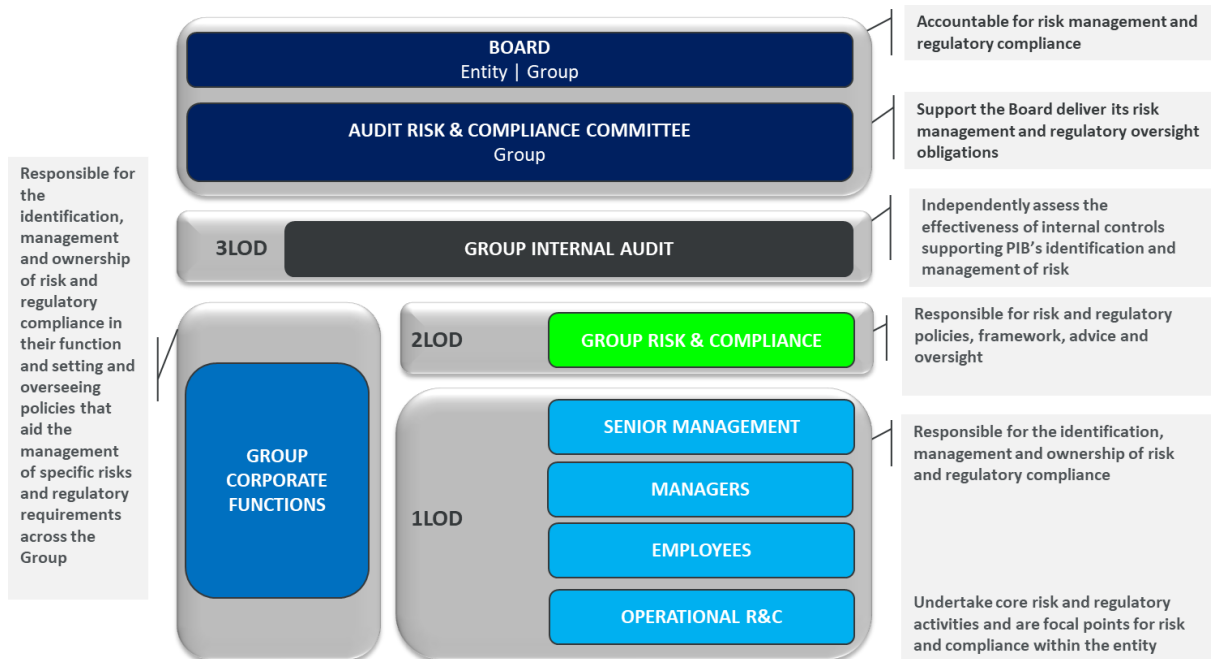 BOARD
Entity | Group
Accountable for risk management and
regulatory compliance
AUDIT RISK & COMPLIANCE COMMITTEE
Group
Support the Board deliver its risk
management and regulatory oversight
obligations
3LOD
GROUP INTERNAL AUDIT
Independently assess the
effectiveness of internal controls
supporting PIB's identification and
management of risk
Responsible for
the
identification,
management
and ownership
of risk and
regulatory
compliance in
their function
and setting and
overseeing
policies that
aid the
management
of specific risks
and regulatory
requirements
across the
Group
GROUP
CORPORATE
FUNCTIONS
2LOD
GROUP RISK & COMPLIANCE
Responsible for risk and regulatory
policies, framework, advice and
oversight
1LOD
SENIOR MANAGEMENT
MANAGERS
EMPLOYEES
OPERATIONAL R&C
Responsible for the identification,
management and ownership of risk
and regulatory compliance
Undertake core risk and regulatory
activities and are focal points for risk
and compliance within the entity